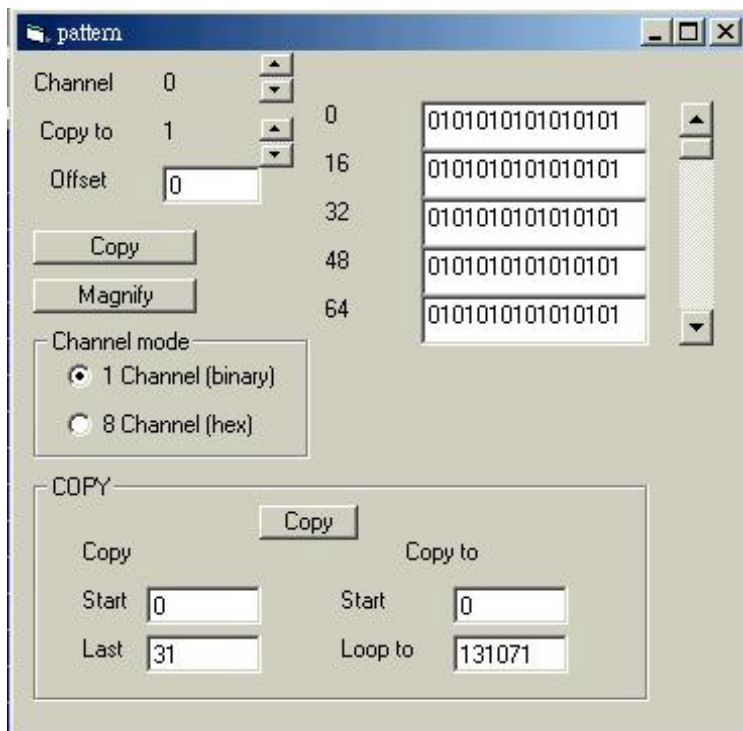 pattern
Channel 0
Copy to 1
Offset 0
Copy
Magnify
0 0101010101010101
16 0101010101010101
32 0101010101010101
48 0101010101010101
64 0101010101010101
Channel mode
1 Channel (binary)
8 Channel (hex)
COPY
Copy
Copy Copy to
Start 0 Start 0
Last 31 Loop to 131071